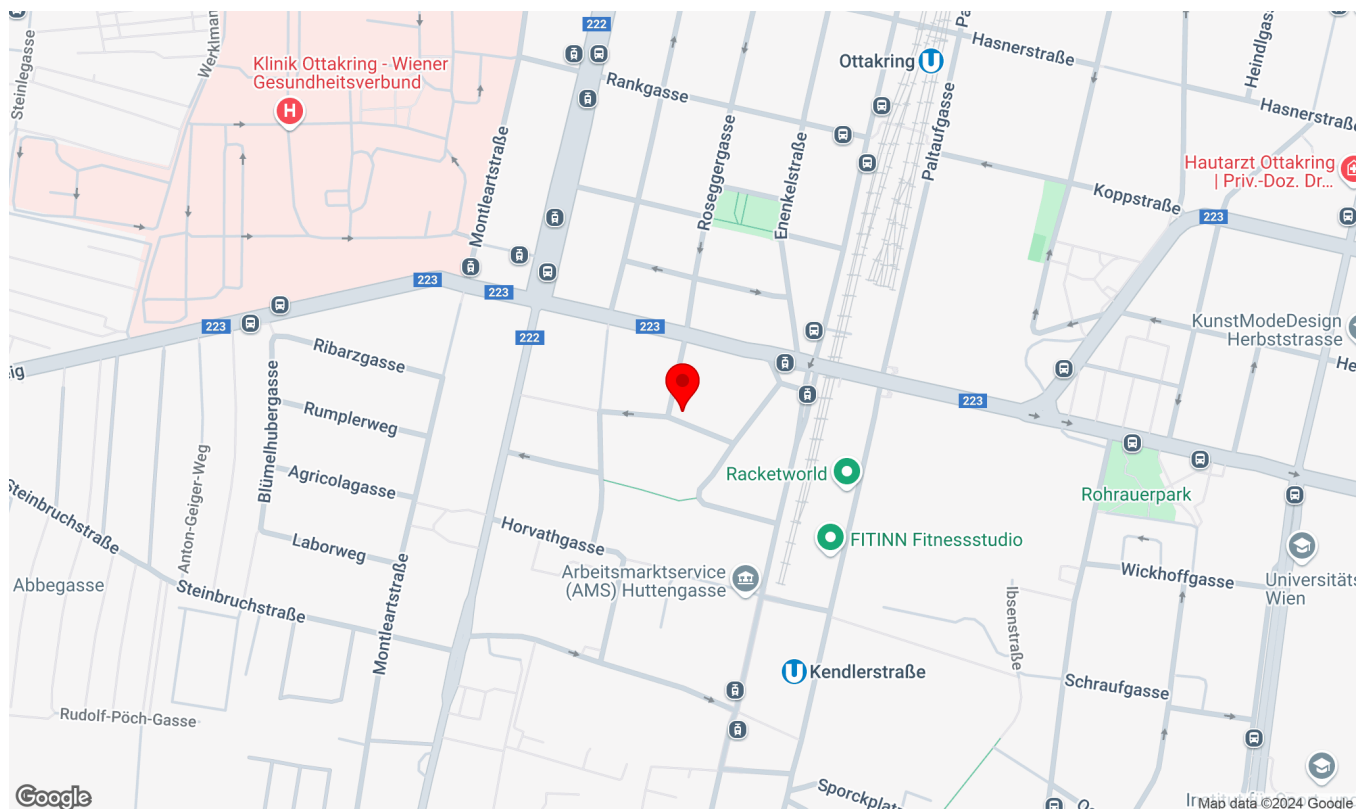 222
Hasnerstraße
Heindlgasse
Steinlegasse
Klinik Ottakring - Wiener
Gesundheitsverbund
H
Ottakring
U
Rankgasse
Hasnerstraße
Montleartstraße
Roseggergasse
Enenkelstraße
Paltaufgasse
Hautarzt Ottakring
| Priv.-Doz. Dr...
Koppstraße
223
223
223
222
223
223
KunstModeDesign
Herbststrasse
Ribarzgasse
223
Rumplerweg
Blümelhubergasse
Agricolagasse
Anton-Geiger-Weg
Steinbruchstraße
Laborweg
Racketworld
Rohrauerpark
Horvathgasse
FITINN Fitnessstudio
Arbeitsmarktservice
(AMS) Huttengasse
Wickhoffgasse
Universitäts
Wien
Abbegasse
Steinbruchstraße
Montleartstraße
Ibsenstraße
U
Kendlerstraße
Schraufgasse
Rudolf-Pöch-Gasse
Sporckplatz
Google
Map data ©2024 Google